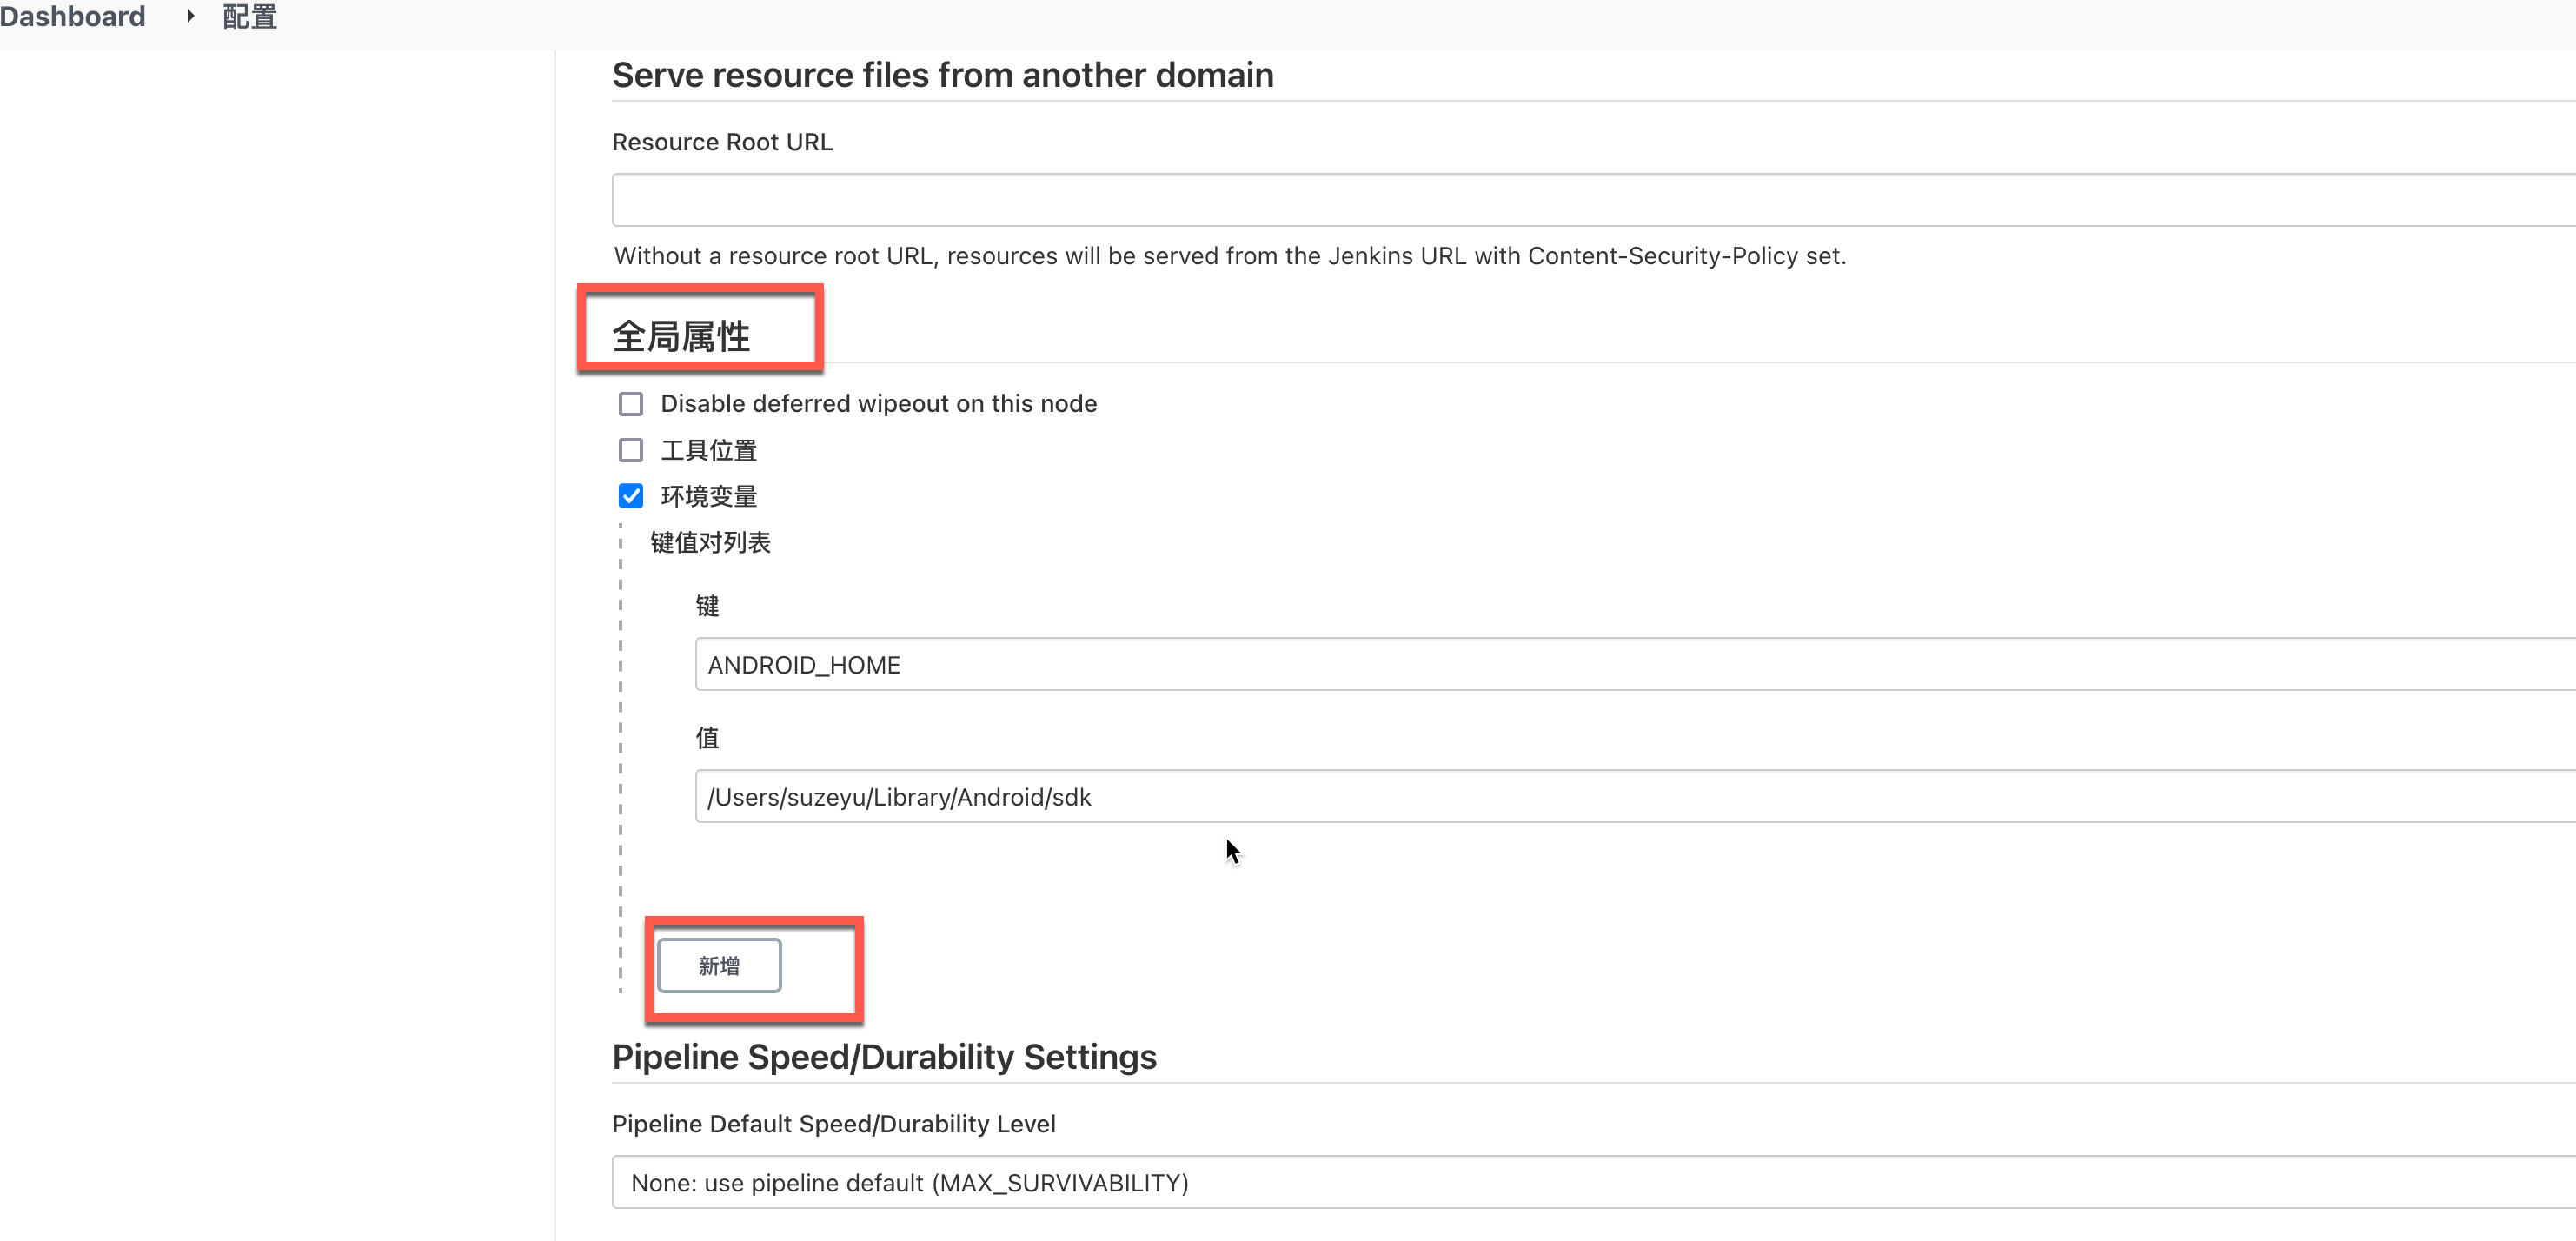 Dashboard 配置
Serve resource files from another domain
Resource Root URL
Without a resource root URL, resources will be served from the Jenkins URL with Content-Security-Policy set.
全局属性
Disable deferred wipeout on this node
工具位置
环境变量
键值对列表
键
ANDROID_HOME
值
/Users/suzeyu/Library/Android/sdk
新增
Pipeline Speed/Durability Settings
Pipeline Default Speed/Durability Level
None: use pipeline default (MAX_SURVIVABILITY)